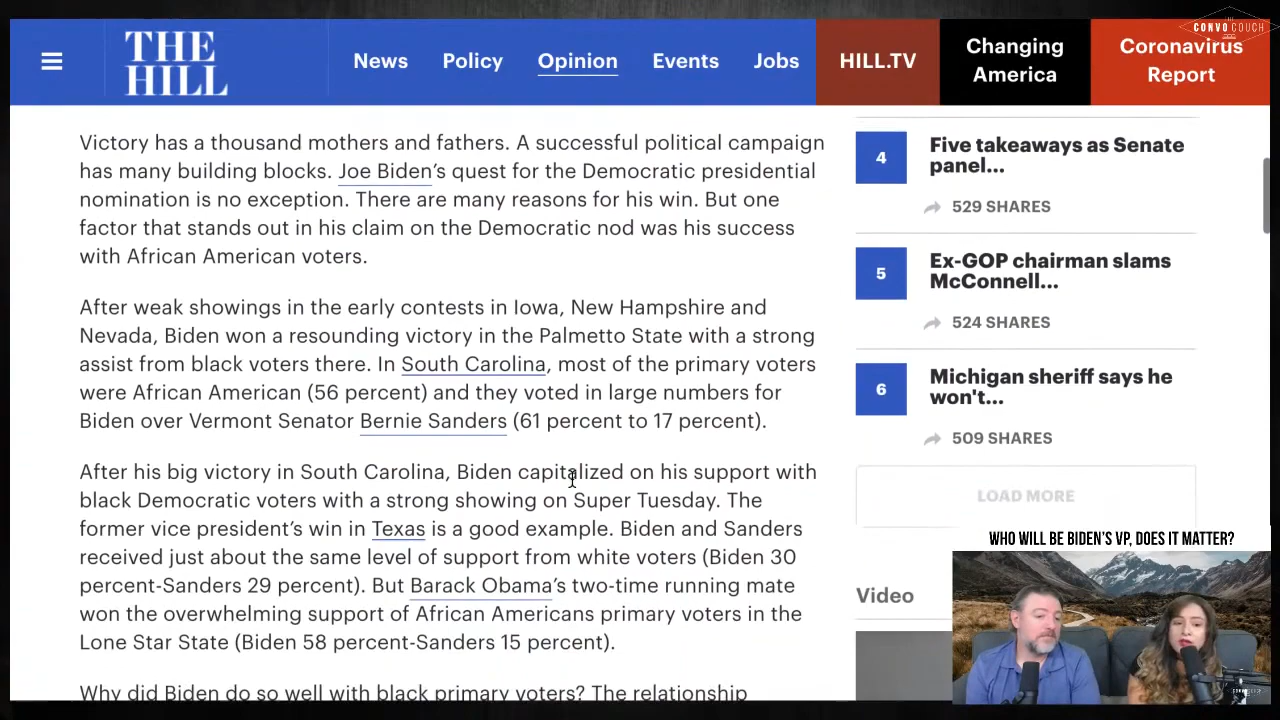 THE
CONVO COUCH
THE
HILL
News
Policy
Opinion
Events
Jobs
HILL.TV
Changing
America
Coronavirus
Report
Victory has a thousand mothers and fathers. A successful political campaign
has many building blocks. Joe Biden's quest for the Democratic presidential
nomination is no exception. There are many reasons for his win. But one
factor that stands out in his claim on the Democratic nod was his success
with African American voters.
After weak showings in the early contests in Iowa, New Hampshire and
Nevada, Biden won a resounding victory in the Palmetto State with a strong
assist from black voters there. In South Carolina, most of the primary voters
were African American (56 percent) and they voted in large numbers for
Biden over Vermont Senator Bernie Sanders (61 percent to 17 percent).
After his big victory in South Carolina, Biden capitalized on his support with
black Democratic voters with a strong showing on Super Tuesday. The
former vice president's win in Texas is a good example. Biden and Sanders
received just about the same level of support from white voters (Biden 30
percent-Sanders 29 percent). But Barack Obama's two-time running mate
won the overwhelming support of African Americans primary voters in the
Lone Star State (Biden 58 percent-Sanders 15 percent).
Why did Biden do so well with black primary voters? The relationship
4
Five takeaways as Senate
panel...
529 SHARES
5
Ex-GOP chairman slams
McConnell...
524 SHARES
6
Michigan sheriff says he
won't...
509 SHARES
LOAD MORE
WHO WILL BE BIDEN'S VP, DOES IT MATTER?
Video